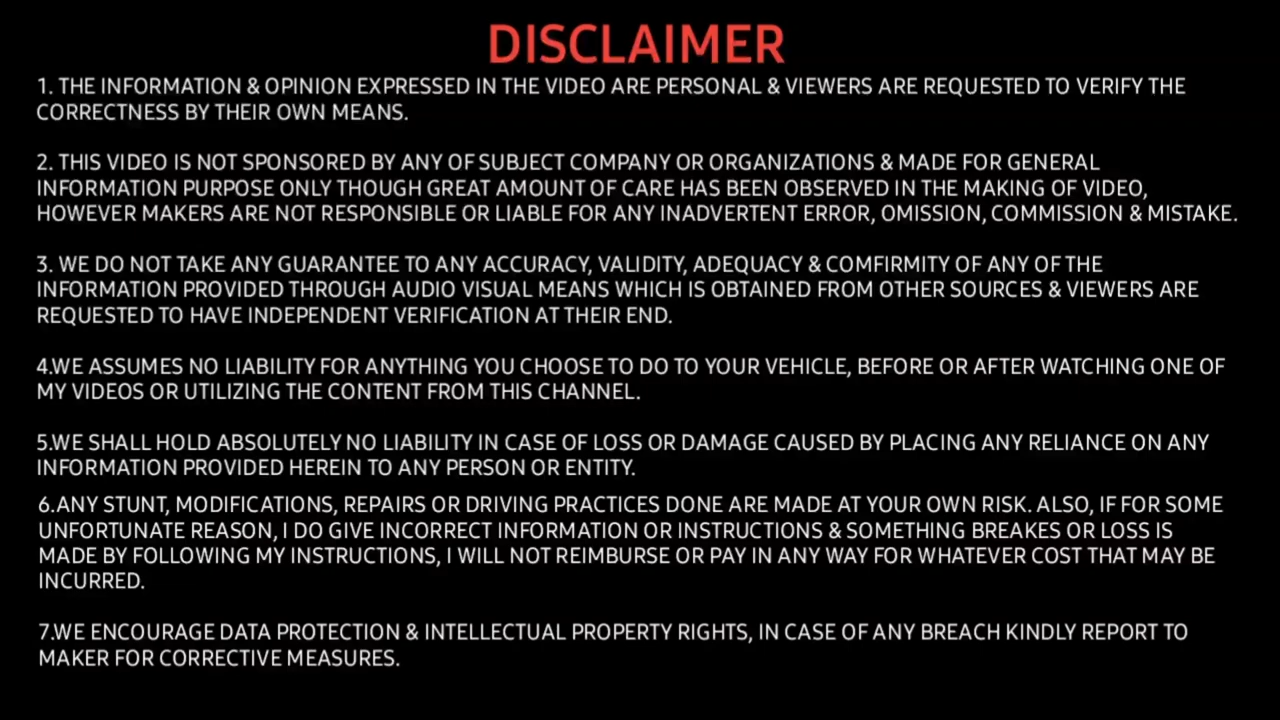 DISCLAIMER
1. THE INFORMATION & OPINION EXPRESSED IN THE VIDEO ARE PERSONAL & VIEWERS ARE REQUESTED TO VERIFY THE
CORRECTNESS BY THEIR OWN MEANS.
2. THIS VIDEO IS NOT SPONSORED BY ANY OF SUBJECT COMPANY OR ORGANIZATIONS & MADE FOR GENERAL
INFORMATION PURPOSE ONLY THOUGH GREAT AMOUNT OF CARE HAS BEEN OBSERVED IN THE MAKING OF VIDEO,
HOWEVER MAKERS ARE NOT RESPONSIBLE OR LIABLE FOR ANY INADVERTENT ERROR, OMISSION, COMMISSION & MISTAKE.
3. WE DO NOT TAKE ANY GUARANTEE TO ANY ACCURACY, VALIDITY, ADEQUACY & COMFIRMITY OF ANY OF THE
INFORMATION PROVIDED THROUGH AUDIO VISUAL MEANS WHICH IS OBTAINED FROM OTHER SOURCES & VIEWERS ARE
REQUESTED TO HAVE INDEPENDENT VERIFICATION AT THEIR END.
4.WE ASSUMES NO LIABILITY FOR ANYTHING YOU CHOOSE TO DO TO YOUR VEHICLE, BEFORE OR AFTER WATCHING ONE OF
MY VIDEOS OR UTILIZING THE CONTENT FROM THIS CHANNEL.
5.WE SHALL HOLD ABSOLUTELY NO LIABILITY IN CASE OF LOSS OR DAMAGE CAUSED BY PLACING ANY RELIANCE ON ANY
INFORMATION PROVIDED HEREIN TO ANY PERSON OR ENTITY.
6.ANY STUNT, MODIFICATIONS, REPAIRS OR DRIVING PRACTICES DONE ARE MADE AT YOUR OWN RISK. ALSO, IF FOR SOME
UNFORTUNATE REASON, I DO GIVE INCORRECT INFORMATION OR INSTRUCTIONS & SOMETHING BREAKES OR LOSS IS
MADE BY FOLLOWING MY INSTRUCTIONS, I WILL NOT REIMBURSE OR PAY IN ANY WAY FOR WHATEVER COST THAT MAY BE
INCURRED.
7.WE ENCOURAGE DATA PROTECTION & INTELLECTUAL PROPERTY RIGHTS, IN CASE OF ANY BREACH KINDLY REPORT TO
MAKER FOR CORRECTIVE MEASURES.